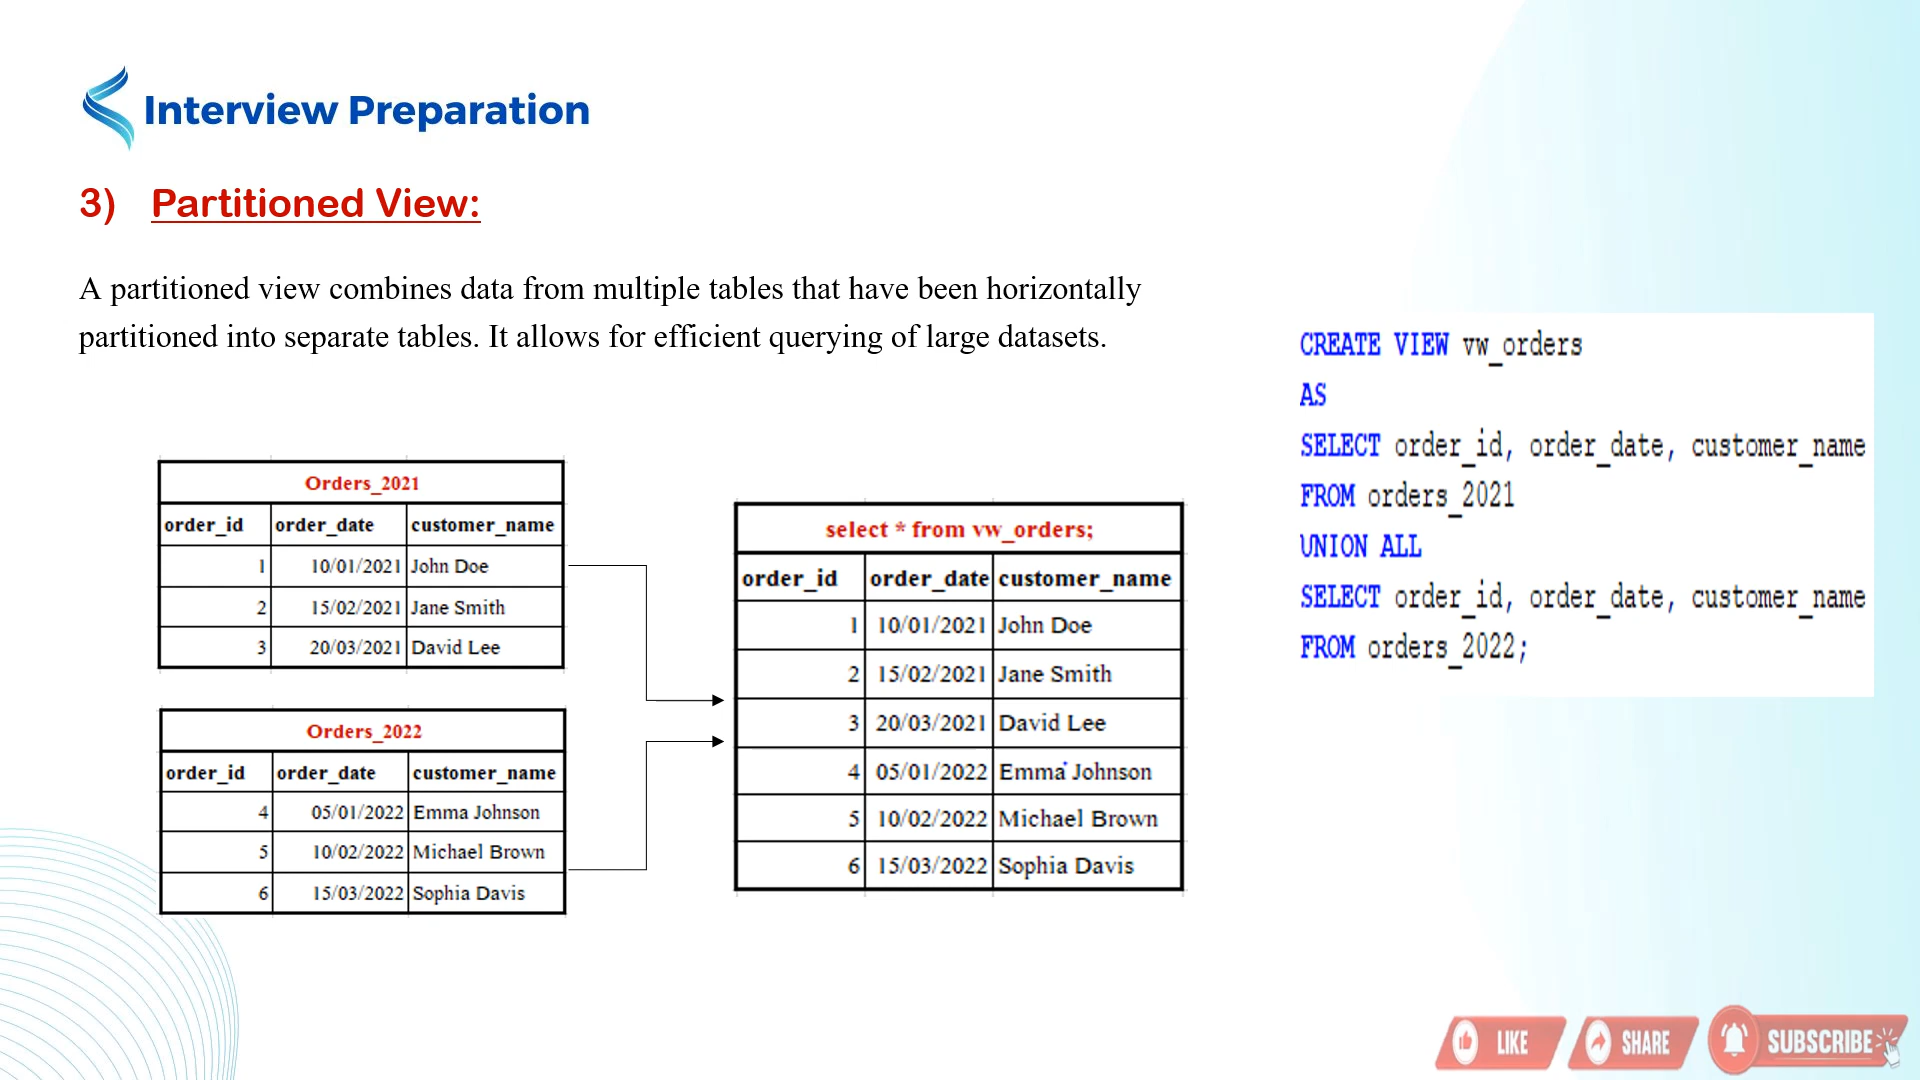 Interview Preparation
3) Partitioned View:
A partitioned view combines data from multiple tables that have been horizontally
partitioned into separate tables. It allows for efficient querying of large datasets.
Orders_2021
order_id order_date customer_name
1 10/01/2021 John Doe
2 15/02/2021 Jane Smith
3 20/03/2021 David Lee
Orders_2022
order_id order_date customer_name
4 05/01/2022 Emma Johnson
5 10/02/2022 Michael Brown
6 15/03/2022 Sophia Davis
select * from vw_orders;
order_id order_date customer_name
1 10/01/2021 John Doe
2 15/02/2021 Jane Smith
3 20/03/2021 David Lee
4 05/01/2022 Emma Johnson
5 10/02/2022 Michael Brown
6 15/03/2022 Sophia Davis
CREATE VIEW vw_orders
AS
SELECT order_id, order_date, customer_name
FROM orders_2021
UNION ALL
SELECT order_id, order_date, customer_name
FROM orders_2022;
LIKE SHARE SUBSCRIBE